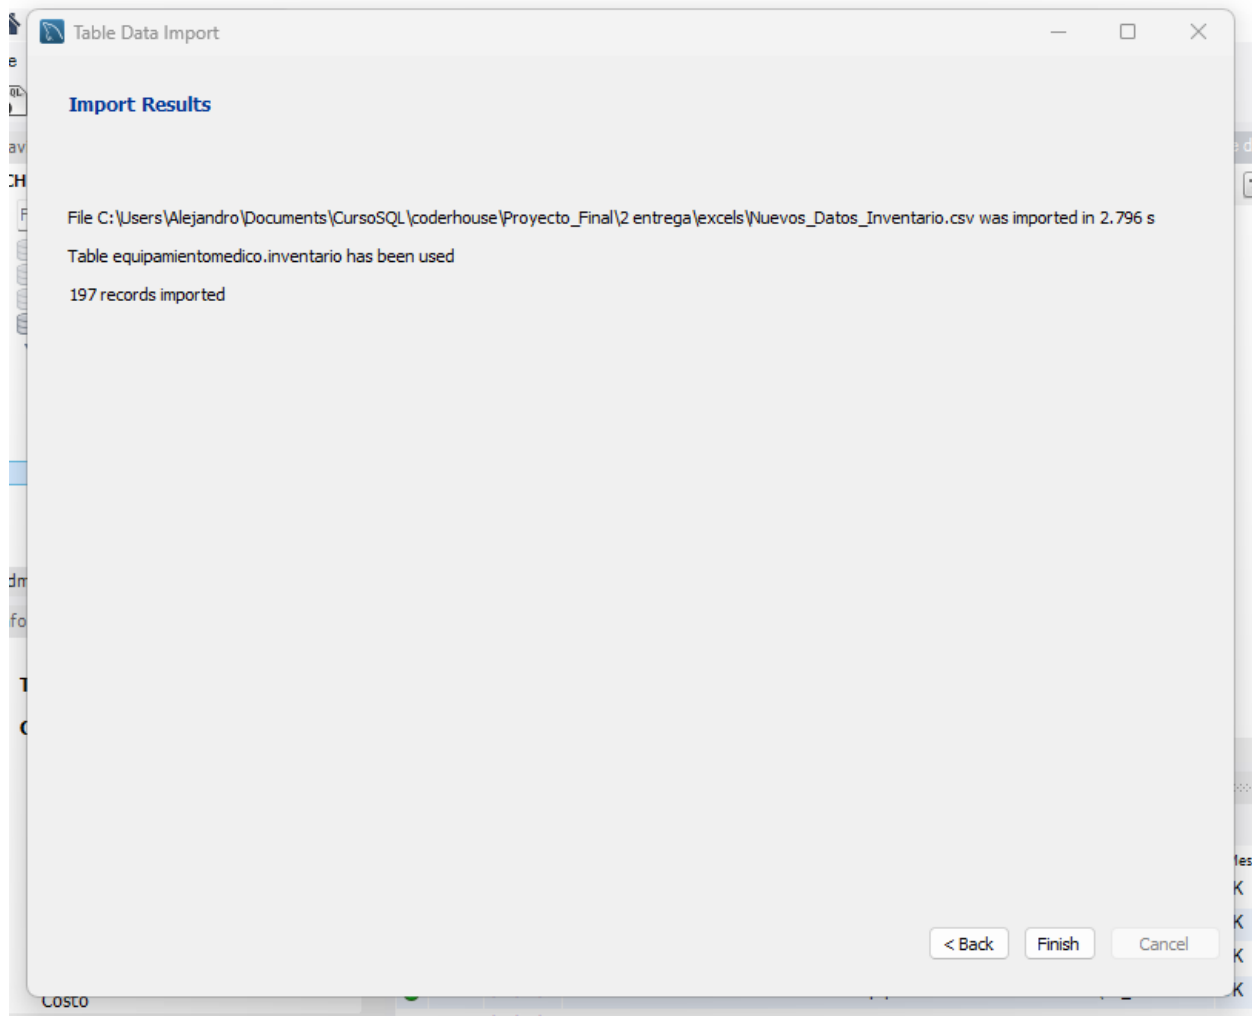 Table Data Import
Import Results
File C:\Users\Alejandro\Documents\CursoSQL\coderhouse\Proyecto_Final\2 entrega\excels\Nuevos_Datos_Inventario.csv was imported in 2.796 s
Table equipamientomedico.inventario has been used
197 records imported
< Back
Finish
Cancel
Costo